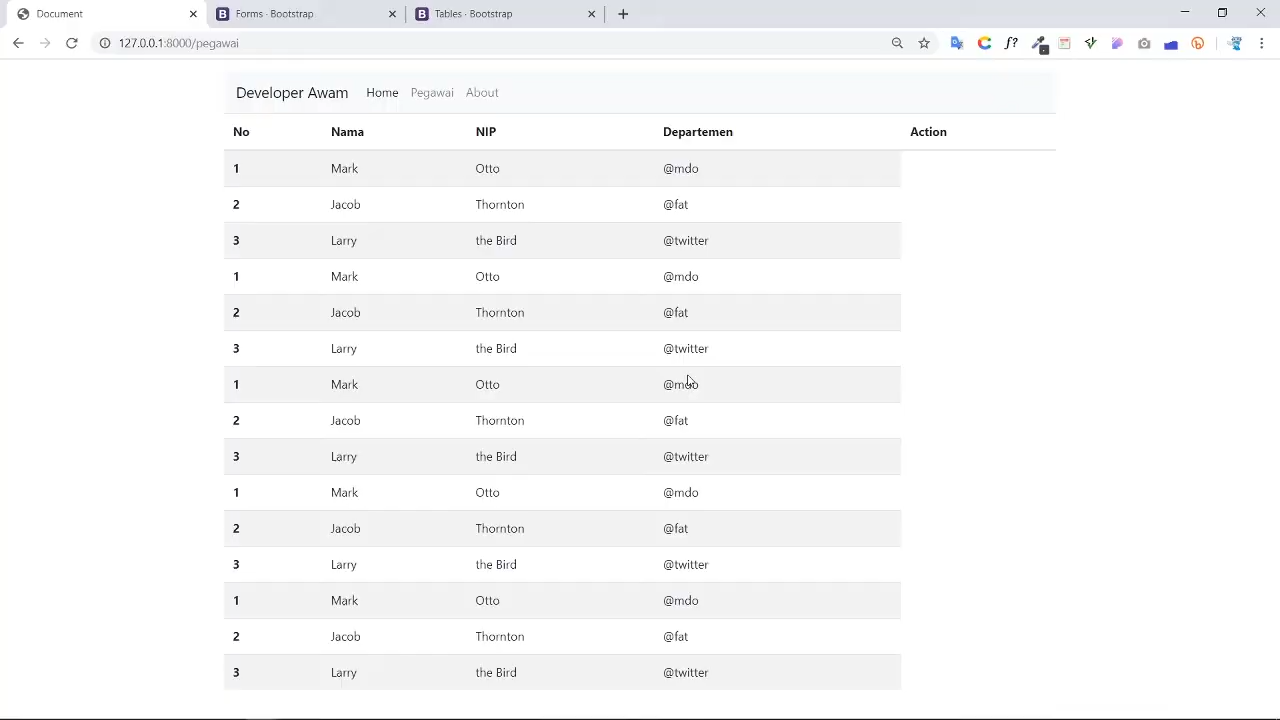 Document
Forms · Bootstrap
Tables · Bootstrap
127.0.0.1:8000/pegawai
Developer Awam Home Pegawai About
No Nama NIP Departemen Action
1 Mark Otto @mdo
2 Jacob Thornton @fat
3 Larry the Bird @twitter
1 Mark Otto @mdo
2 Jacob Thornton @fat
3 Larry the Bird @twitter
1 Mark Otto @mdo
2 Jacob Thornton @fat
3 Larry the Bird @twitter
1 Mark Otto @mdo
2 Jacob Thornton @fat
3 Larry the Bird @twitter
1 Mark Otto @mdo
2 Jacob Thornton @fat
3 Larry the Bird @twitter